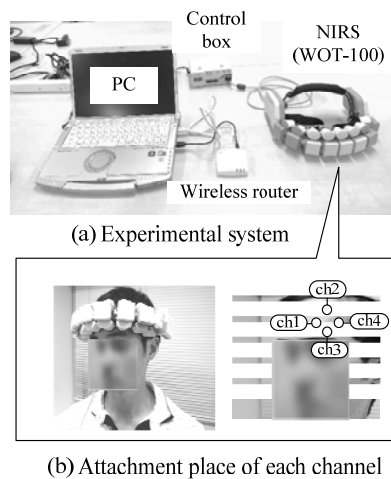 Control
box
NIRS
(WOT-100)
PC
Wireless router
(a) Experimental system
ch2
ch1
ch4
ch3
(b) Attachment place of each channel